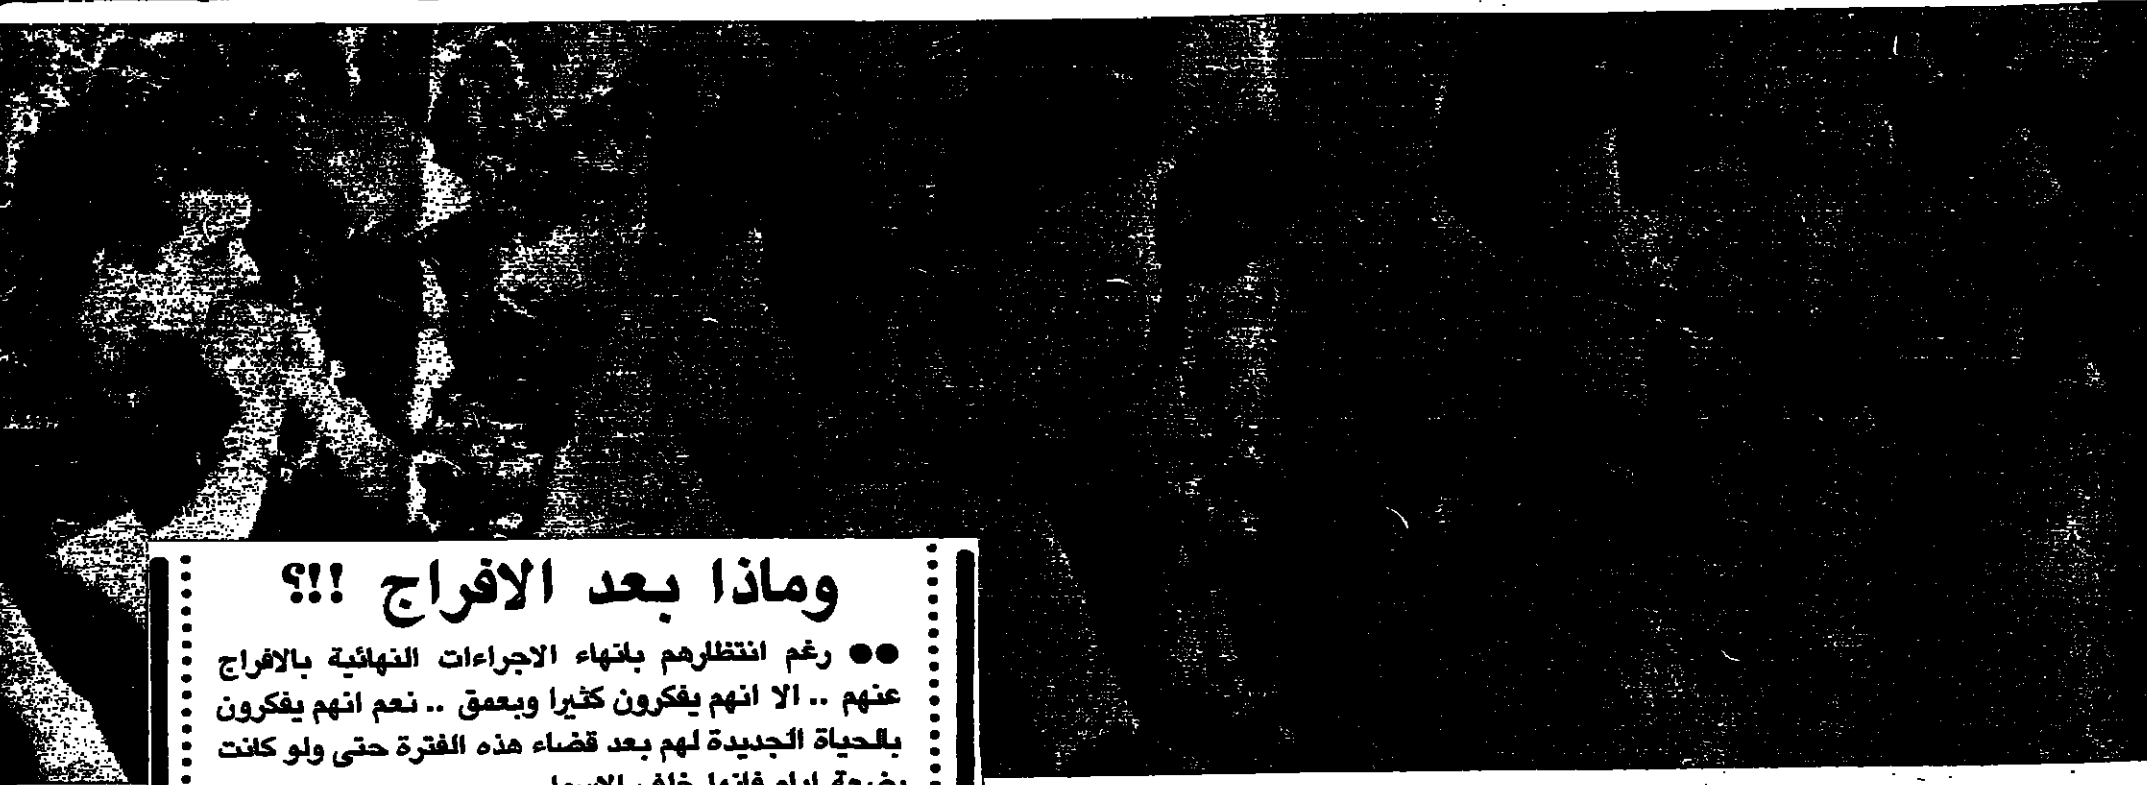 وماذا بعد الافراج !!؟
●● رغم انتظارهم بانهاء الاجراءات النهائية بالافراج
عنهم .. الا انهم يفكرون كثيرا وبعمق .. نعم انهم يفكرون
بالحياة الجديدة لهم بعد قضاء هذه الفترة حتى ولو كانت